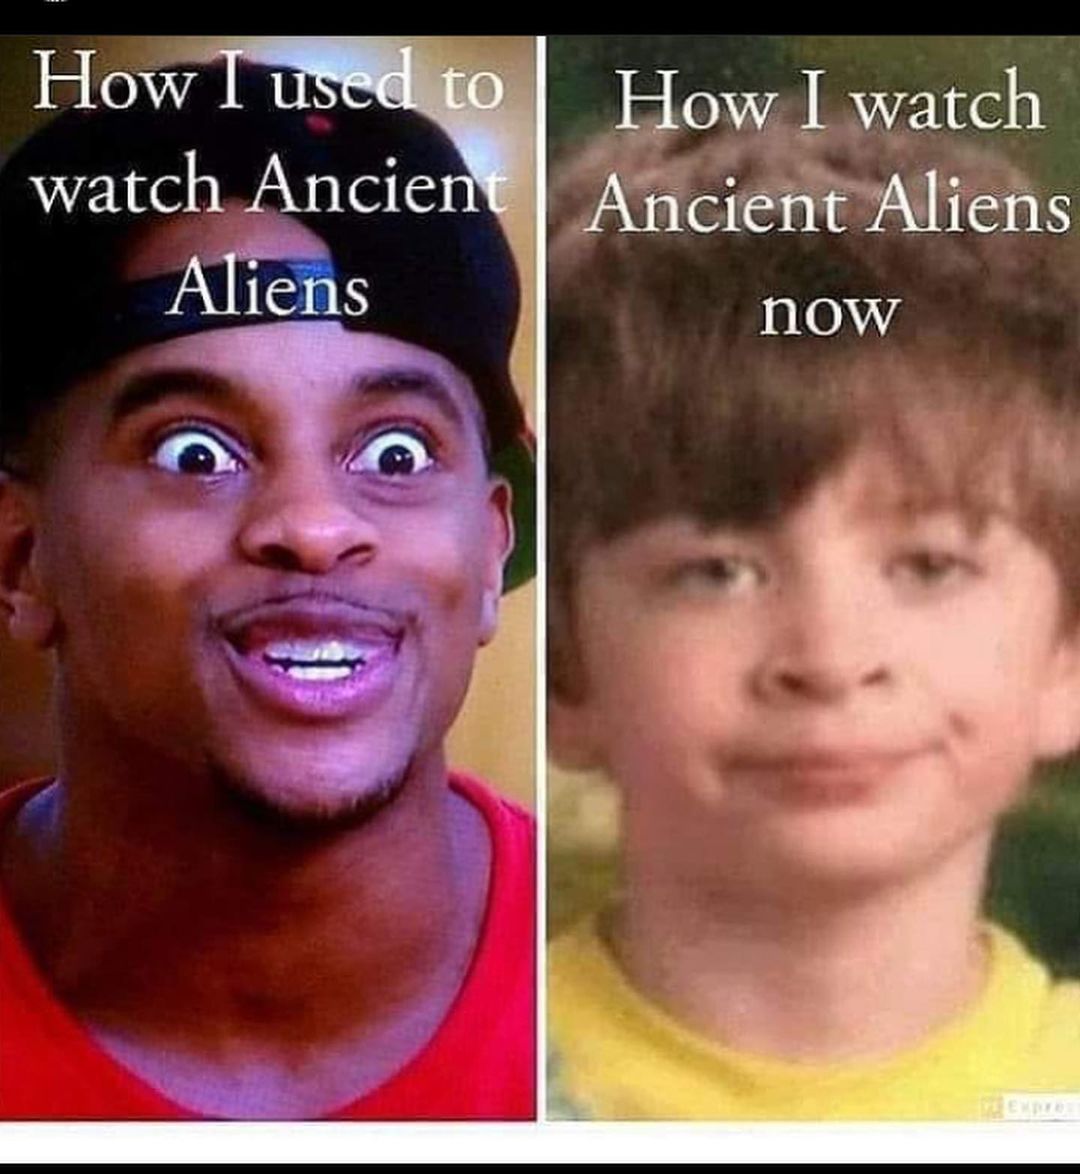 How I used to
watch Ancient
Aliens
How I watch
Ancient Aliens
now